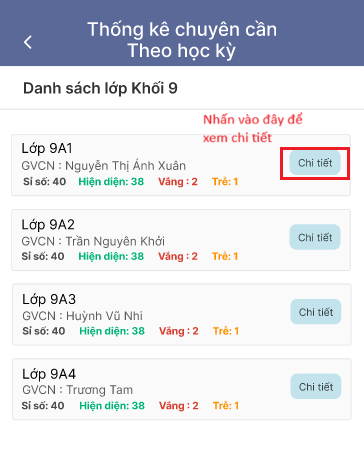 Thống kê chuyên cần
Theo học kỳ
Danh sách lớp Khối 9
Nhấn vào đây để
xem chi tiết
Lớp 9A1
GVCN : Nguyễn Thị Ánh Xuân
Sỉ số: 40 Hiện diện: 38 Vắng : 2 Trễ: 1
Chi tiết
Lớp 9A2
GVCN : Trần Nguyên Khởi
Sỉ số: 40 Hiện diện: 38 Vắng : 2 Trễ: 1
Chi tiết
Lớp 9A3
GVCN : Huỳnh Vũ Nhi
Sỉ số: 40 Hiện diện: 38 Vắng : 2 Trễ: 1
Chi tiết
Lớp 9A4
GVCN : Trương Tam
Sỉ số: 40 Hiện diện: 38 Vắng : 2 Trễ: 1
Chi tiết